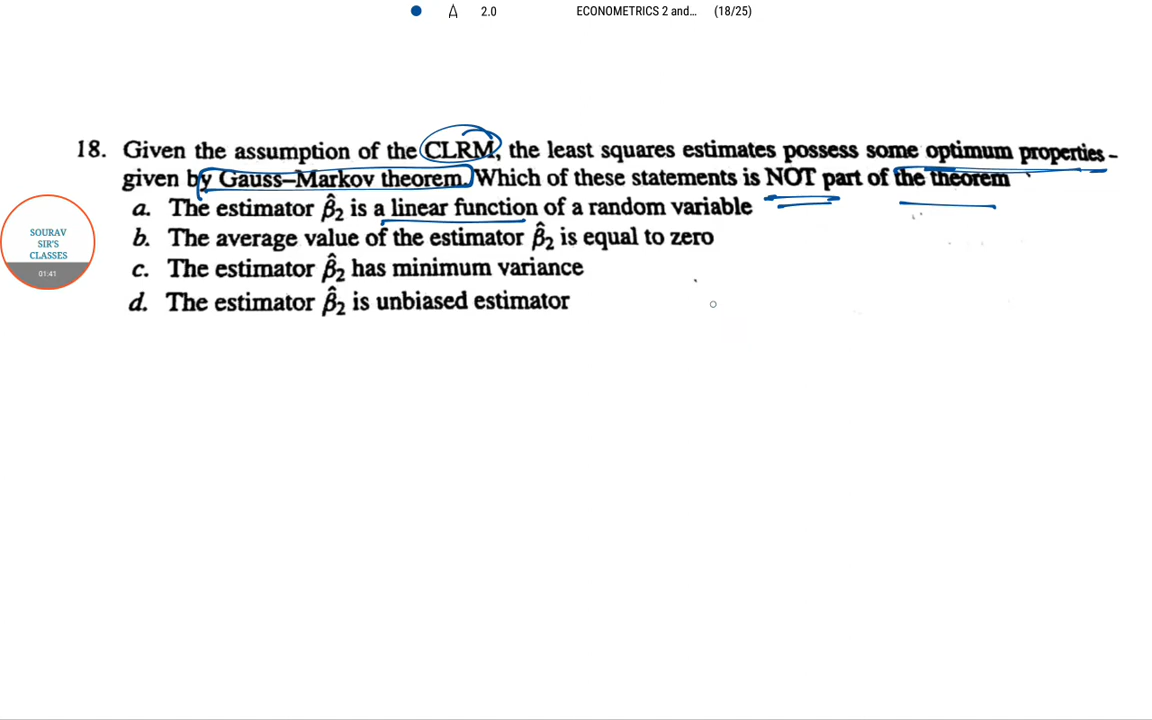 2.0 ECONOMETRICS 2 and... (18/25)
18. Given the assumption of the CLRM, the least squares estimates possess some optimum properties -
given by Gauss–Markov theorem. Which of these statements is NOT part of the theorem
a. The estimator β̂₂ is a linear function of a random variable
b. The average value of the estimator β̂₂ is equal to zero
c. The estimator β̂₂ has minimum variance
d. The estimator β̂₂ is unbiased estimator
SOURAV
SIR'S
CLASSES
01:41